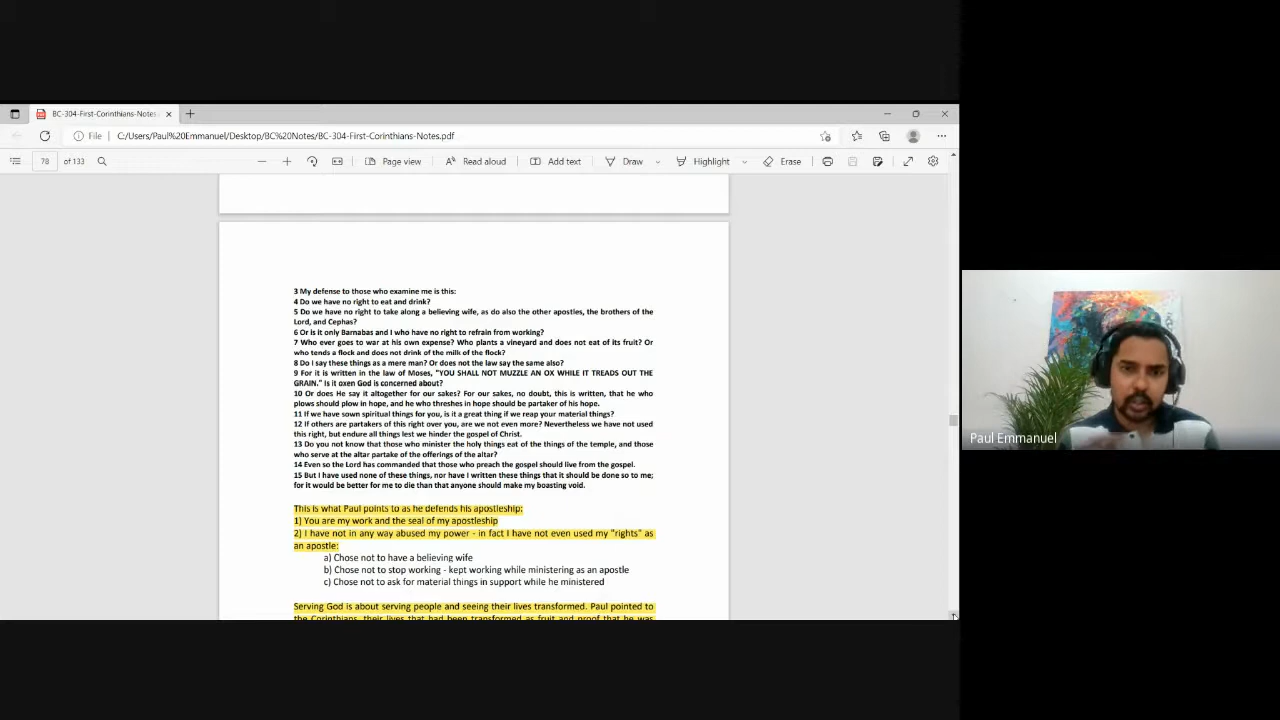 BC-304-First-Corinthians-Notes
File C:/Users/Paul%20Emmanuel/Desktop/BC%20Notes/BC-304-First-Corinthians-Notes.pdf
78 of 133 Page view Read aloud Add text Draw Highlight Erase
3 My defense to those who examine me is this:
4 Do we have no right to eat and drink?
5 Do we have no right to take along a believing wife, as do also the other apostles, the brothers of the
Lord, and Cephas?
6 Or is it only Barnabas and I who have no right to refrain from working?
7 Who ever goes to war at his own expense? Who plants a vineyard and does not eat of its fruit? Or
who tends a flock and does not drink of the milk of the flock?
8 Do I say these things as a mere man? Or does not the law say the same also?
9 For it is written in the law of Moses, "YOU SHALL NOT MUZZLE AN OX WHILE IT TREADS OUT THE
GRAIN." Is it oxen God is concerned about?
10 Or does He say it altogether for our sakes? For our sakes, no doubt, this is written, that he who
plows should plow in hope, and he who threshes in hope should be partaker of his hope.
11 If we have sown spiritual things for you, is it a great thing if we reap your material things?
12 If others are partakers of this right over you, are we not even more? Nevertheless we have not used
this right, but endure all things lest we hinder the gospel of Christ.
13 Do you not know that those who minister the holy things eat of the things of the temple, and those
who serve at the altar partake of the offerings of the altar?
14 Even so the Lord has commanded that those who preach the gospel should live from the gospel.
15 But I have used none of these things, nor have I written these things that it should be done so to me;
for it would be better for me to die than that anyone should make my boasting void.
This is what Paul points to as he defends his apostleship:
1) You are my work and the seal of my apostleship
2) I have not in any way abused my power - in fact I have not even used my "rights" as
an apostle:
a) Chose not to have a believing wife
b) Chose not to stop working - kept working while ministering as an apostle
c) Chose not to ask for material things in support while he ministered
Serving God is about serving people and seeing their lives transformed. Paul pointed to
the Corinthians, their lives that had been transformed as fruit and proof that he was
Paul Emmanuel